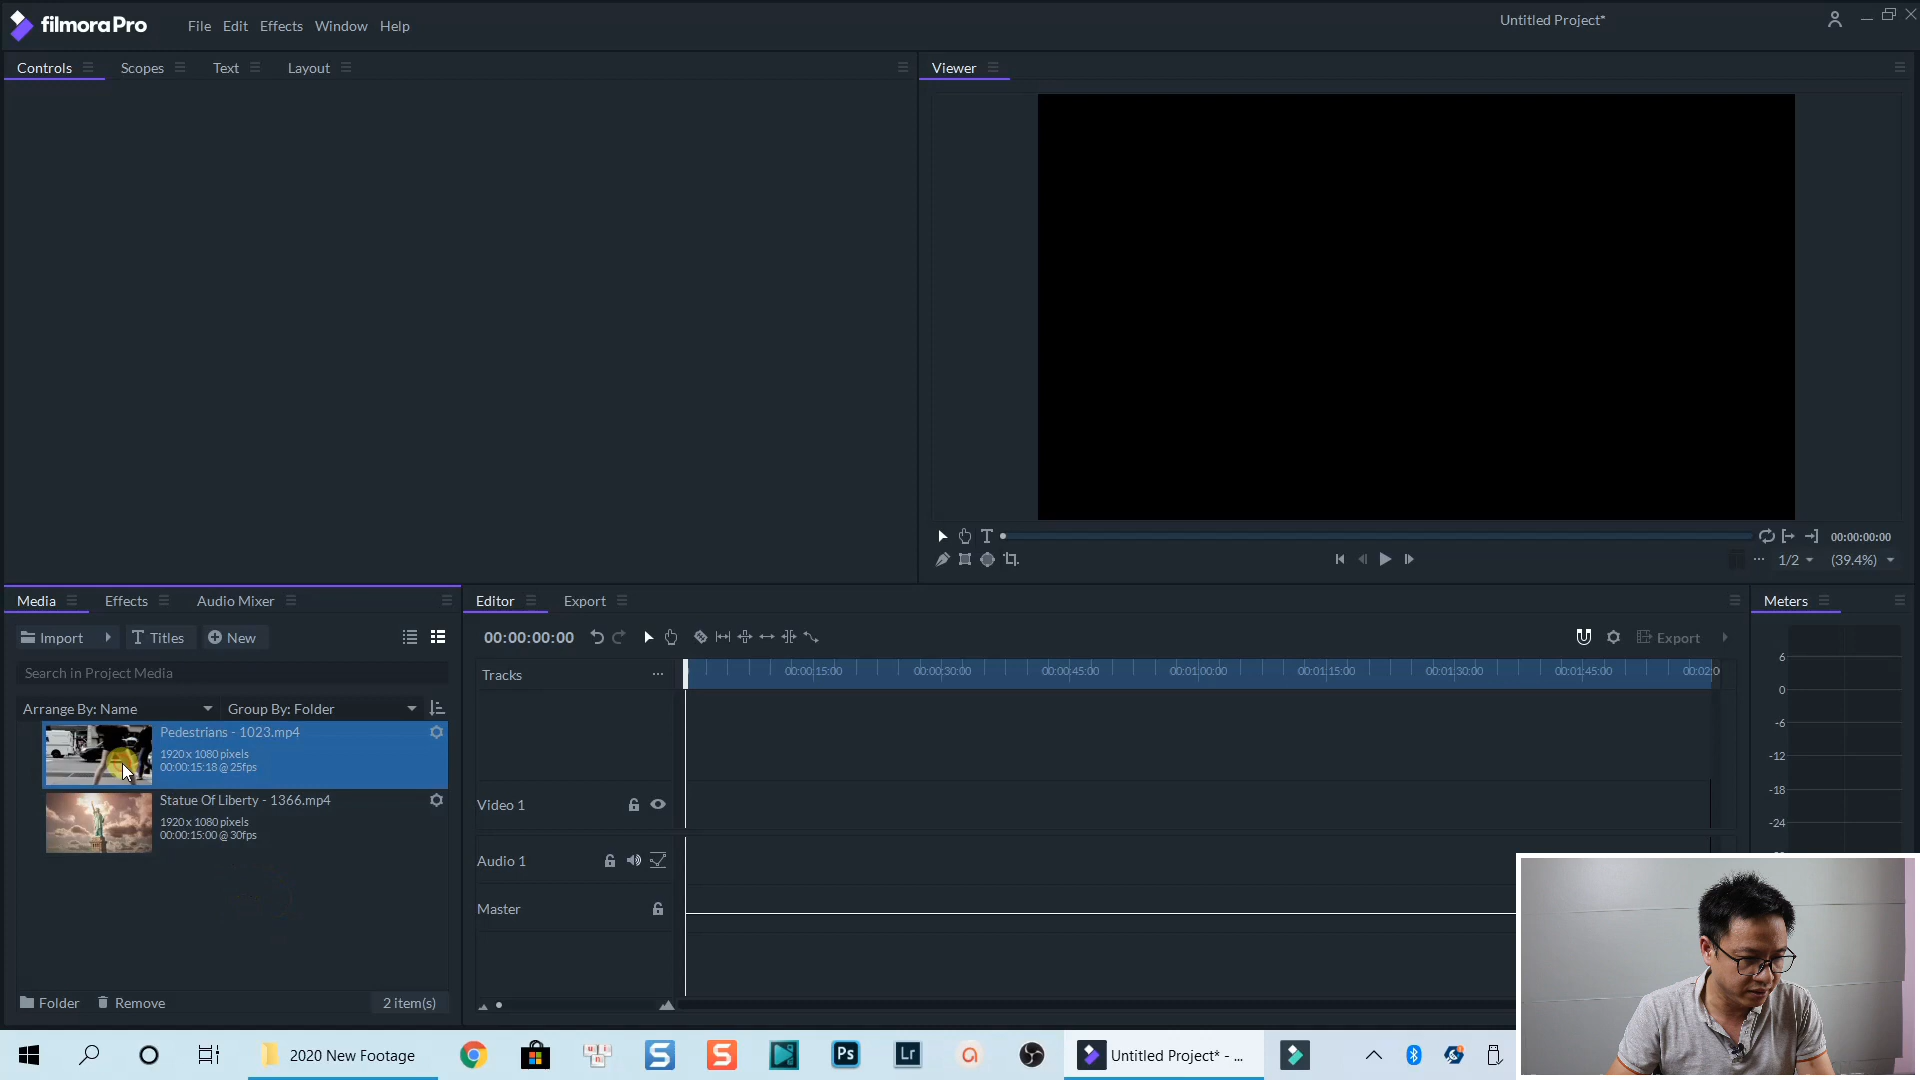 filmoraPro
File Edit Effects Window Help
Untitled Project*
Controls Scopes Text Layout
Viewer
00:00:00:00
1/2 (39.4%)
Media Effects Audio Mixer
Editor Export
Meters
Import Titles New
00:00:00:00
Export
Search in Project Media
Tracks
00:00:15:00 00:00:30:00 00:00:45:00 00:01:00:00 00:01:15:00 00:01:30:00 00:01:45:00 00:02:0
Arrange By: Name Group By: Folder
Pedestrians - 1023.mp4
1920 x 1080 pixels
00:00:15:18 @ 25fps
Statue Of Liberty - 1366.mp4
1920 x 1080 pixels
00:00:15:00 @ 30fps
Video 1
Audio 1
Master
6
0
-6
-12
-18
-24
Folder Remove 2 item(s)
2020 New Footage
Ps
Lr
Untitled Project* - ...